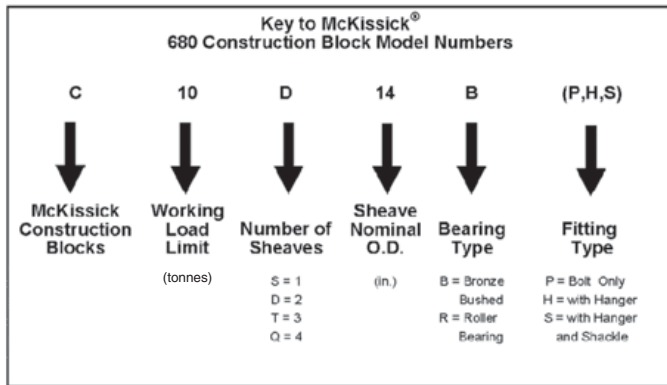 Key to McKissick®
680 Construction Block Model Numbers
C 10 D 14 B (P,H,S)
McKissick
Construction
Blocks
Working
Load
Limit
(tonnes)
Number of
Sheaves
S = 1
D = 2
T = 3
Q = 4
Sheave
Nominal
O.D.
(in.)
Bearing
Type
B = Bronze
Bushed
R = Roller
Bearing
Fitting
Type
P = Bolt Only
H = with Hanger
S = with Hanger
and Shackle